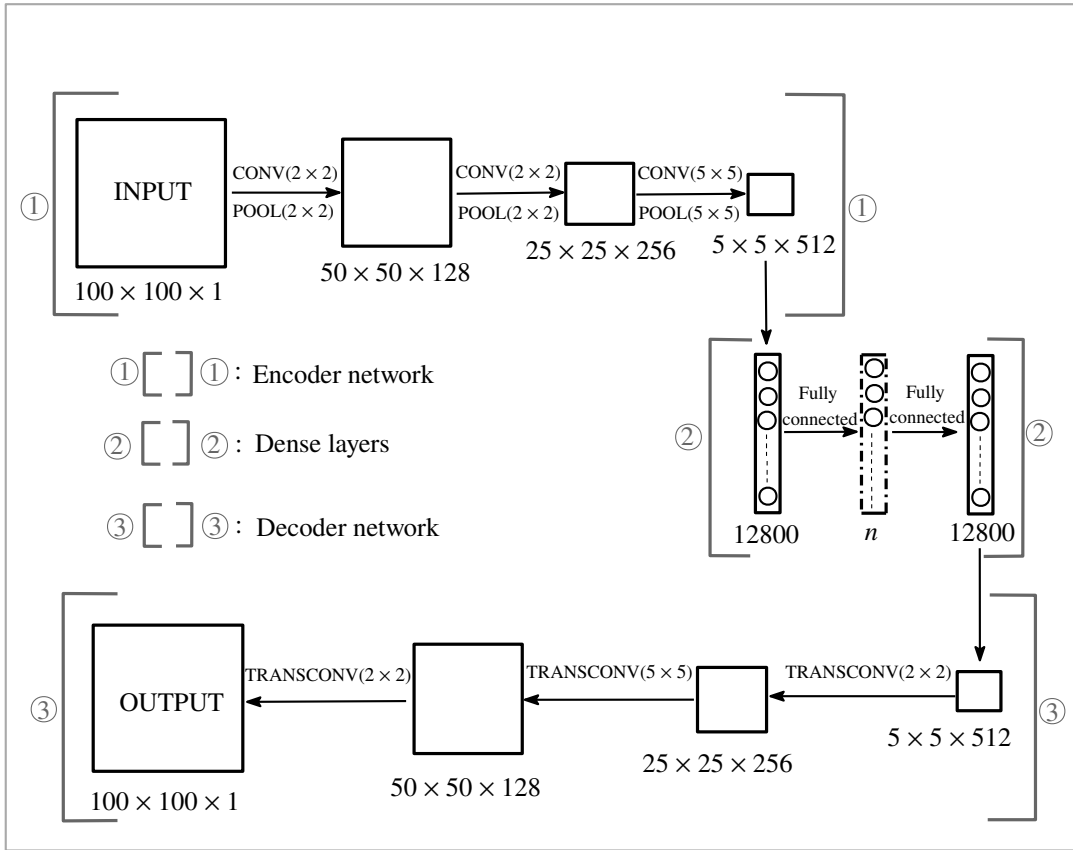 ①
INPUT
100 × 100 × 1
CONV(2 × 2)
POOL(2 × 2)
50 × 50 × 128
CONV(2 × 2)
POOL(2 × 2)
25 × 25 × 256
CONV(5 × 5)
POOL(5 × 5)
5 × 5 × 512
①
① ① : Encoder network
② ② : Dense layers
③ ③ : Decoder network
②
12800
Fully
connected
n
Fully
connected
12800
②
③
OUTPUT
100 × 100 × 1
TRANSCONV(2 × 2)
50 × 50 × 128
TRANSCONV(5 × 5)
25 × 25 × 256
TRANSCONV(2 × 2)
5 × 5 × 512
③